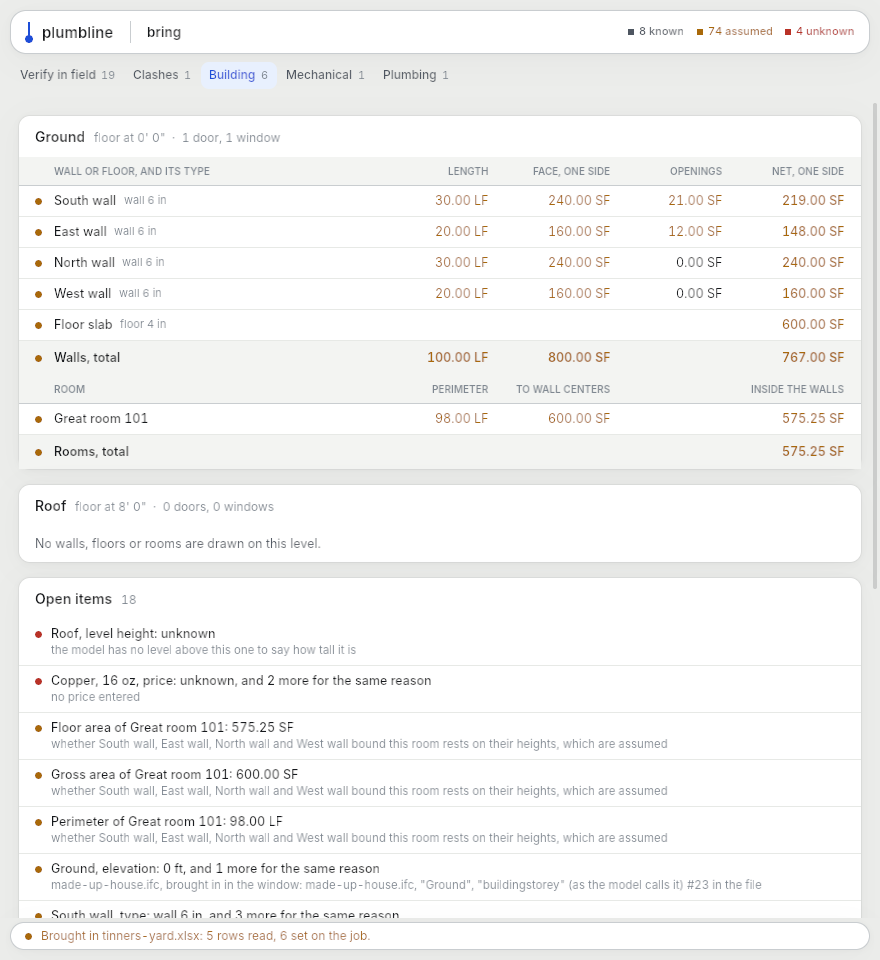 plumbline bring 8 known 74 assumed 4 unknown
Verify in field 19 Clashes 1 Building 6 Mechanical 1 Plumbing 1
Ground floor at 0' 0" · 1 door, 1 window
WALL OR FLOOR, AND ITS TYPE LENGTH FACE, ONE SIDE OPENINGS NET, ONE SIDE
South wall wall 6 in 30.00 LF 240.00 SF 21.00 SF 219.00 SF
East wall wall 6 in 20.00 LF 160.00 SF 12.00 SF 148.00 SF
North wall wall 6 in 30.00 LF 240.00 SF 0.00 SF 240.00 SF
West wall wall 6 in 20.00 LF 160.00 SF 0.00 SF 160.00 SF
Floor slab floor 4 in 600.00 SF
Walls, total 100.00 LF 800.00 SF 767.00 SF
ROOM PERIMETER TO WALL CENTERS INSIDE THE WALLS
Great room 101 98.00 LF 600.00 SF 575.25 SF
Rooms, total 575.25 SF
Roof floor at 8' 0" · 0 doors, 0 windows
No walls, floors or rooms are drawn on this level.
Open items 18
Roof, level height: unknown
the model has no level above this one to say how tall it is
Copper, 16 oz, price: unknown, and 2 more for the same reason
no price entered
Floor area of Great room 101: 575.25 SF
whether South wall, East wall, North wall and West wall bound this room rests on their heights, which are assumed
Gross area of Great room 101: 600.00 SF
whether South wall, East wall, North wall and West wall bound this room rests on their heights, which are assumed
Perimeter of Great room 101: 98.00 LF
whether South wall, East wall, North wall and West wall bound this room rests on their heights, which are assumed
Ground, elevation: 0 ft, and 1 more for the same reason
made-up-house.ifc, brought in in the window: made-up-house.ifc, "Ground", "buildingstorey" (as the model calls it) #23 in the file
South wall, type: wall 6 in, and 3 more for the same reason
Brought in tinners-yard.xlsx: 5 rows read, 6 set on the job.